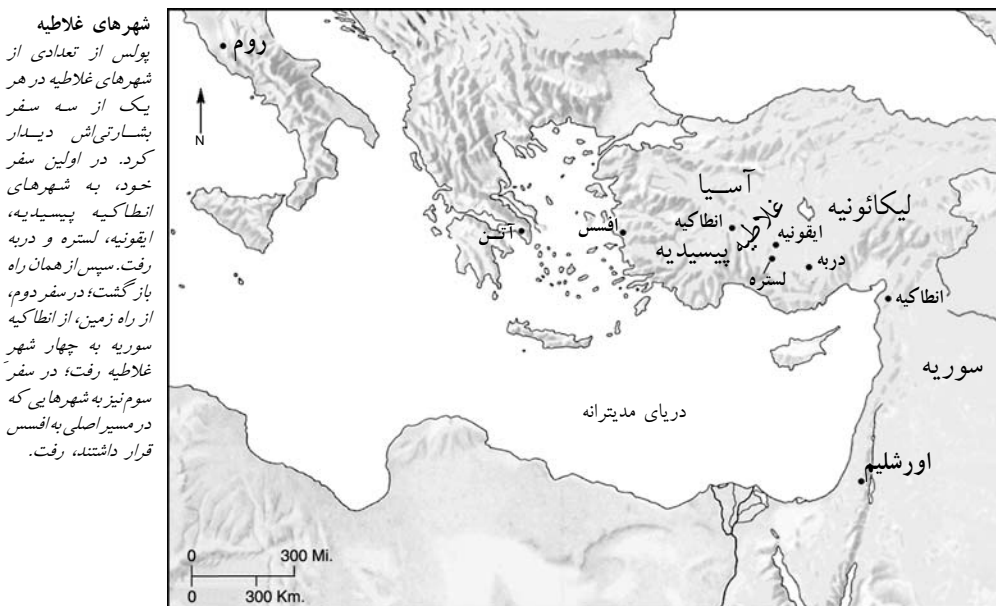 شهرهای غلاطیه
پولس از تعدادی از
شهرهای غلاطیه در هر
یک از سه سفر
بشارتی‌اش دیدار
کرد. در اولین سفر
خود، به شهرهای
انطاکیه پیسیدیه،
ایقونیه، لستره و دربه
رفت. سپس از همان راه
بازگشت؛ در سفر دوم،
از راه زمین، از انطاکیه
سوریه به چهار شهر
غلاطیه رفت؛ در سفر
سوم نیز به شهرهایی که
در مسیر اصلی به افسس
قرار داشتند، رفت.
روم
N
آتن
افسس
آسیا
غلاطیه
لیکائونیه
انطاکیه
ایقونیه
پیسیدیه
دربه
لستره
انطاکیه
سوریه
دریای مدیترانه
اورشلیم
0 300 Mi.
0 300 Km.